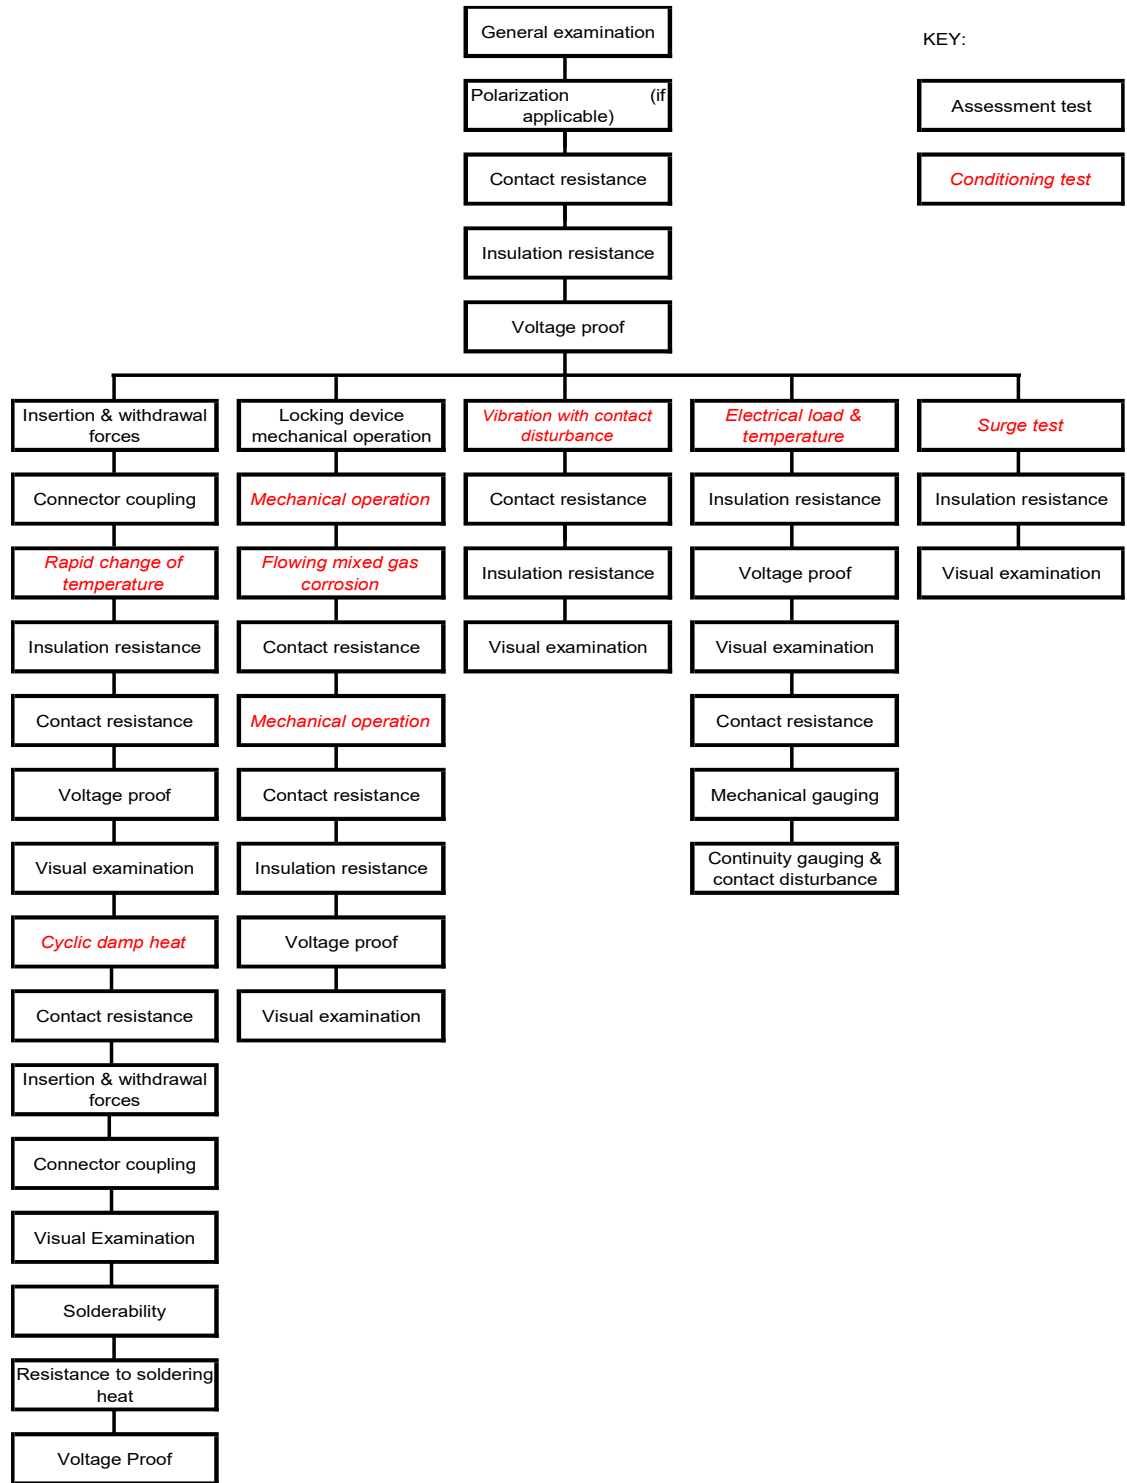 General examination
KEY:
Polarization (if
applicable)
Assessment test
Contact resistance
Conditioning test
Insulation resistance
Voltage proof
Insertion & withdrawal
forces
Connector coupling
Rapid change of
temperature
Insulation resistance
Contact resistance
Voltage proof
Visual examination
Cyclic damp heat
Contact resistance
Insertion & withdrawal
forces
Connector coupling
Visual Examination
Solderability
Resistance to soldering
heat
Voltage Proof
Locking device
mechanical operation
Mechanical operation
Flowing mixed gas
corrosion
Contact resistance
Mechanical operation
Contact resistance
Insulation resistance
Voltage proof
Visual examination
Vibration with contact
disturbance
Contact resistance
Insulation resistance
Visual examination
Electrical load &
temperature
Insulation resistance
Voltage proof
Visual examination
Contact resistance
Mechanical gauging
Continuity gauging &
contact disturbance
Surge test
Insulation resistance
Visual examination